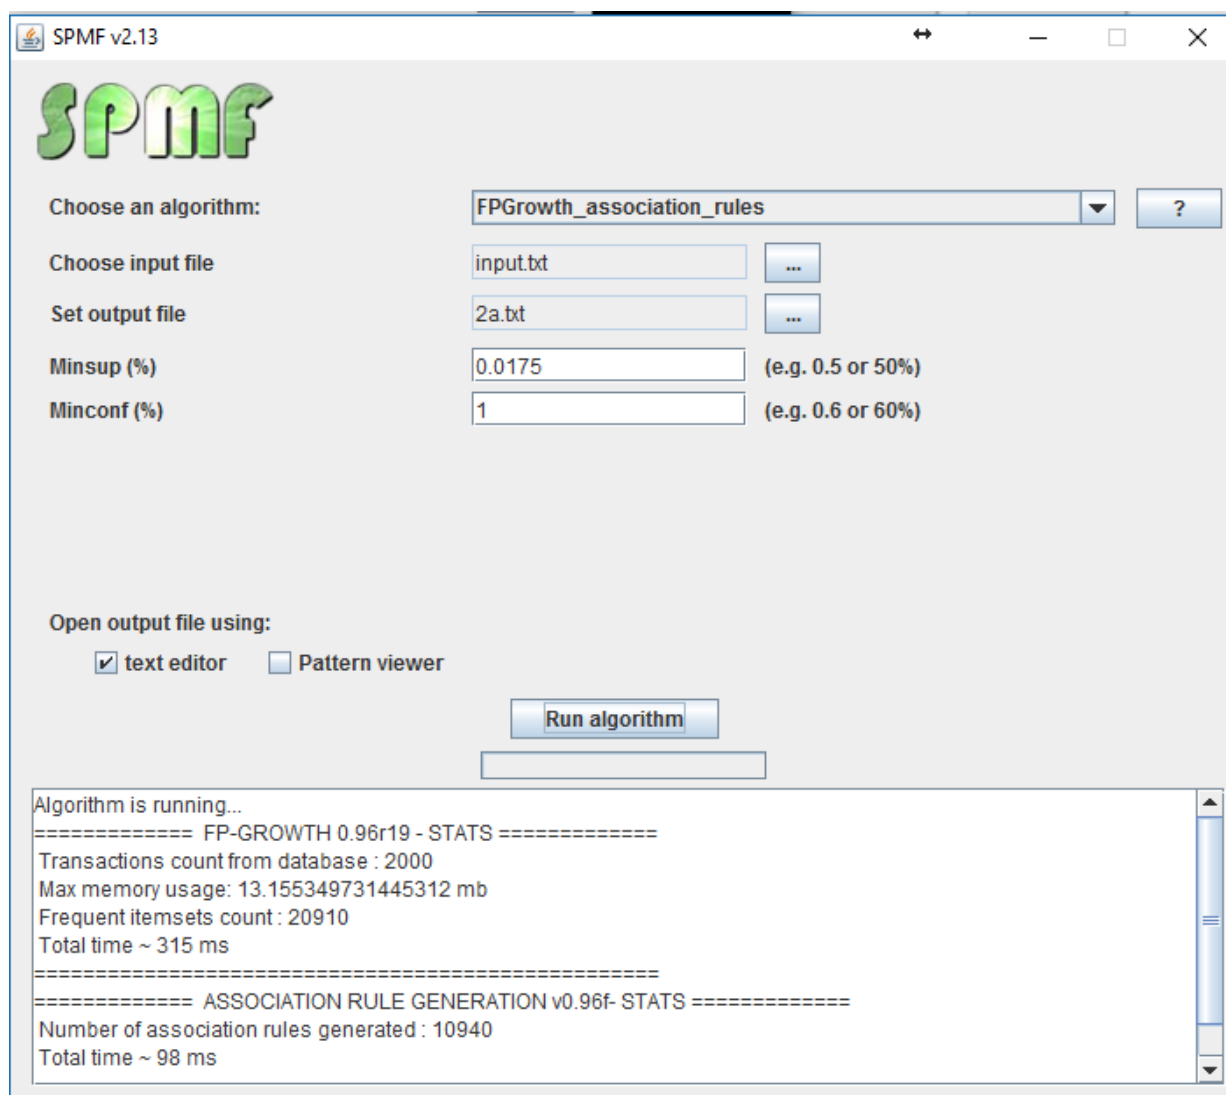 SPMF v2.13
SPMF
Choose an algorithm: FPGrowth_association_rules ?
Choose input file input.txt ...
Set output file 2a.txt ...
Minsup (%) 0.0175 (e.g. 0.5 or 50%)
Minconf (%) 1 (e.g. 0.6 or 60%)
Open output file using:
text editor Pattern viewer
Run algorithm
Algorithm is running...
============= FP-GROWTH 0.96r19 - STATS =============
Transactions count from database : 2000
Max memory usage: 13.155349731445312 mb
Frequent itemsets count : 20910
Total time ~ 315 ms
===================================================
============= ASSOCIATION RULE GENERATION v0.96f- STATS =============
Number of association rules generated : 10940
Total time ~ 98 ms